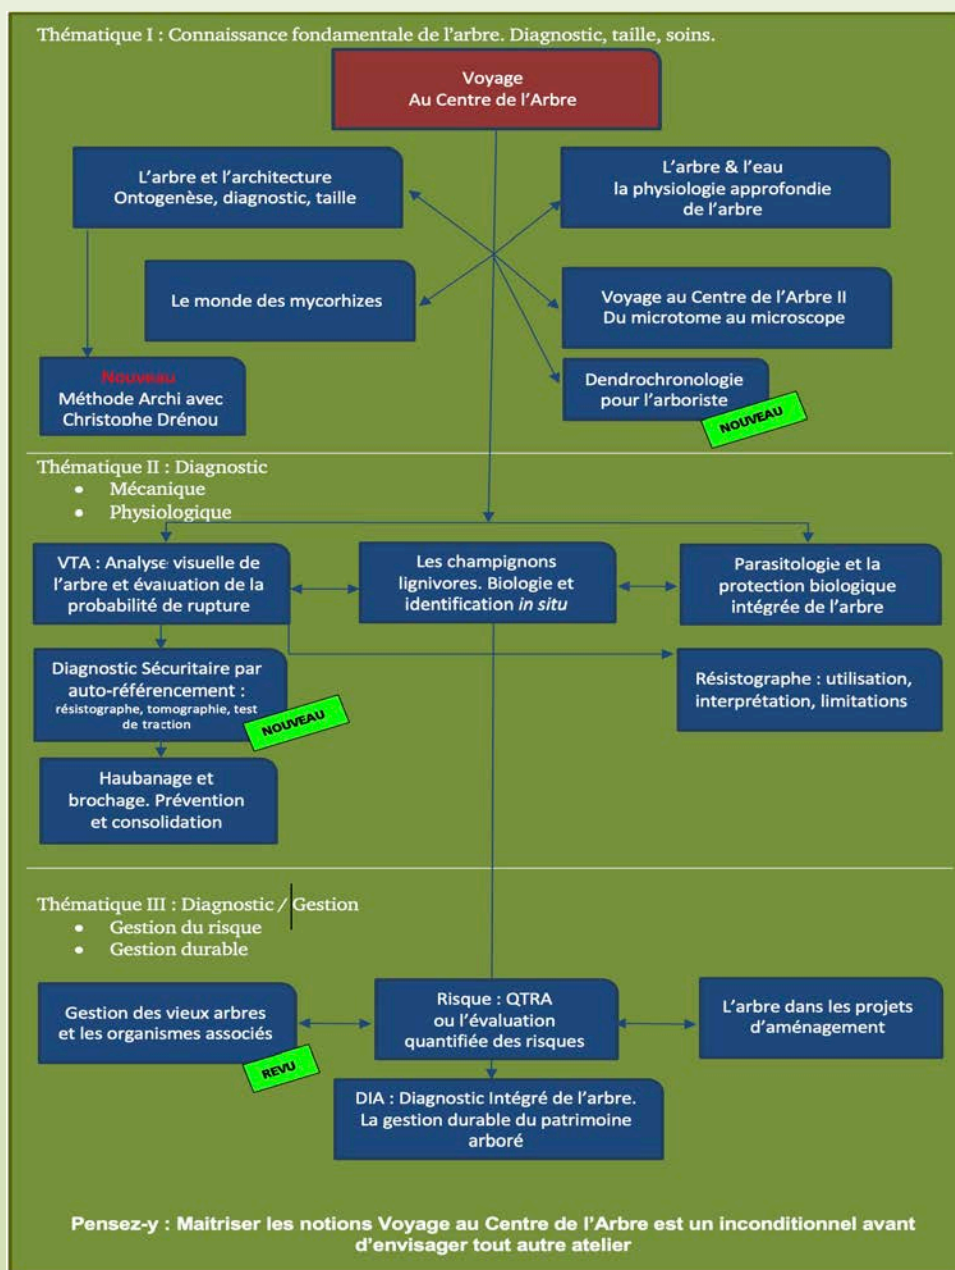 Thématique I : Connaissance fondamentale de l'arbre. Diagnostic, taille, soins.
Voyage
Au Centre de l'Arbre
L'arbre et l'architecture
Ontogenèse, diagnostic, taille
L'arbre & l'eau
la physiologie approfondie
de l'arbre
Le monde des mycorhizes
Voyage au Centre de l'Arbre II
Du microtome au microscope
Nouveau
Méthode Archi avec
Christophe Drénou
Dendrochronologie
pour l'arboriste
NOUVEAU
Thématique II : Diagnostic
• Mécanique
• Physiologique
VTA : Analyse visuelle de
l'arbre et évaluation de la
probabilité de rupture
Les champignons
lignivores. Biologie et
identification in situ
Parasitologie et la
protection biologique
intégrée de l'arbre
Diagnostic Sécuritaire par
auto-référencement :
résistographe, tomographie, test
de traction
NOUVEAU
Résistographe : utilisation,
interprétation, limitations
Haubanage et
brochage. Prévention
et consolidation
Thématique III : Diagnostic / Gestion
• Gestion du risque
• Gestion durable
Gestion des vieux arbres
et les organismes associés
REVU
Risque : QTRA
ou l'évaluation
quantifiée des risques
L'arbre dans les projets
d'aménagement
DIA : Diagnostic Intégré de l'arbre.
La gestion durable du patrimoine
arboré
Pensez-y : Maitriser les notions Voyage au Centre de l'Arbre est un inconditionnel avant
d'envisager tout autre atelier